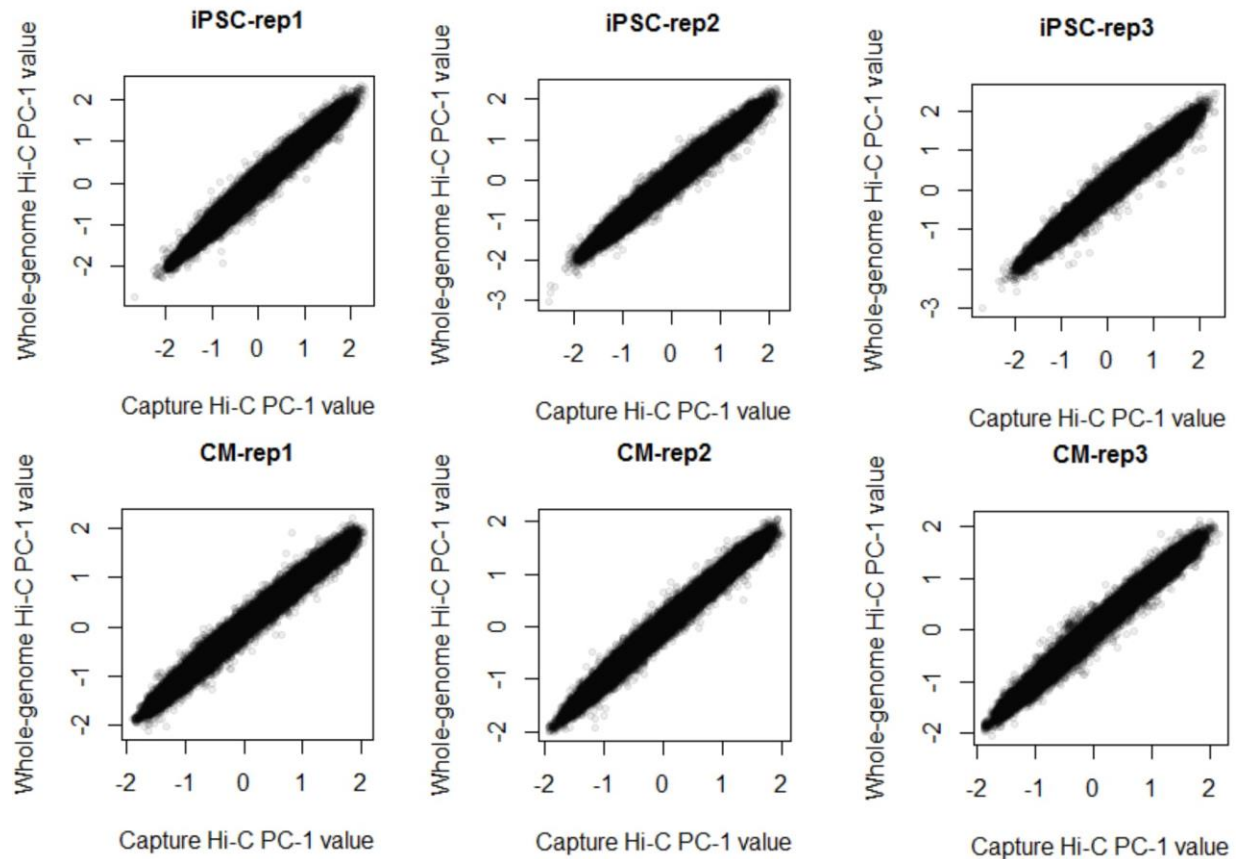 iPSC-rep1
Whole-genome Hi-C PC-1 value
2
1
0
-1
-2
-2 -1 0 1 2
Capture Hi-C PC-1 value
iPSC-rep2
Whole-genome Hi-C PC-1 value
2
1
0
-1
-2
-3
-2 -1 0 1 2
Capture Hi-C PC-1 value
iPSC-rep3
Whole-genome Hi-C PC-1 value
2
1
0
-1
-3
-2 -1 0 1 2
Capture Hi-C PC-1 value
CM-rep1
Whole-genome Hi-C PC-1 value
2
1
0
-1
-2
-2 -1 0 1 2
Capture Hi-C PC-1 value
CM-rep2
Whole-genome Hi-C PC-1 value
2
1
0
-1
-2
-2 -1 0 1 2
Capture Hi-C PC-1 value
CM-rep3
Whole-genome Hi-C PC-1 value
2
1
0
-1
-2
-2 -1 0 1 2
Capture Hi-C PC-1 value